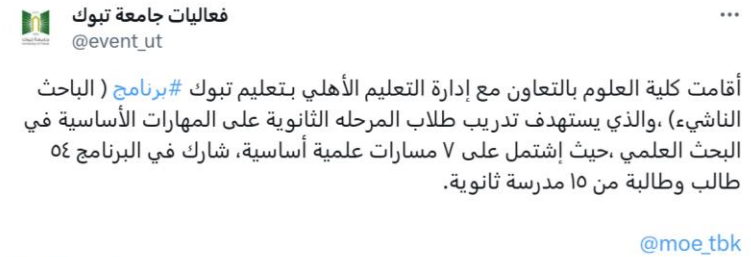 فعاليات جامعة تبوك
@event_ut
أقامت كلية العلوم بالتعاون مع إدارة التعليم الأهلي بـتعليم تبوك #برنامج ( الباحث
الناشيء) ،والذي يستهدف تدريب طلاب المرحله الثانوية على المهارات الأساسية في
البحث العلمي ،حيث إشتمل على ٧ مسارات علمية أساسية، شارك في البرنامج ٥٤
طالب وطالبة من ١٥ مدرسة ثانوية.
@moe_tbk